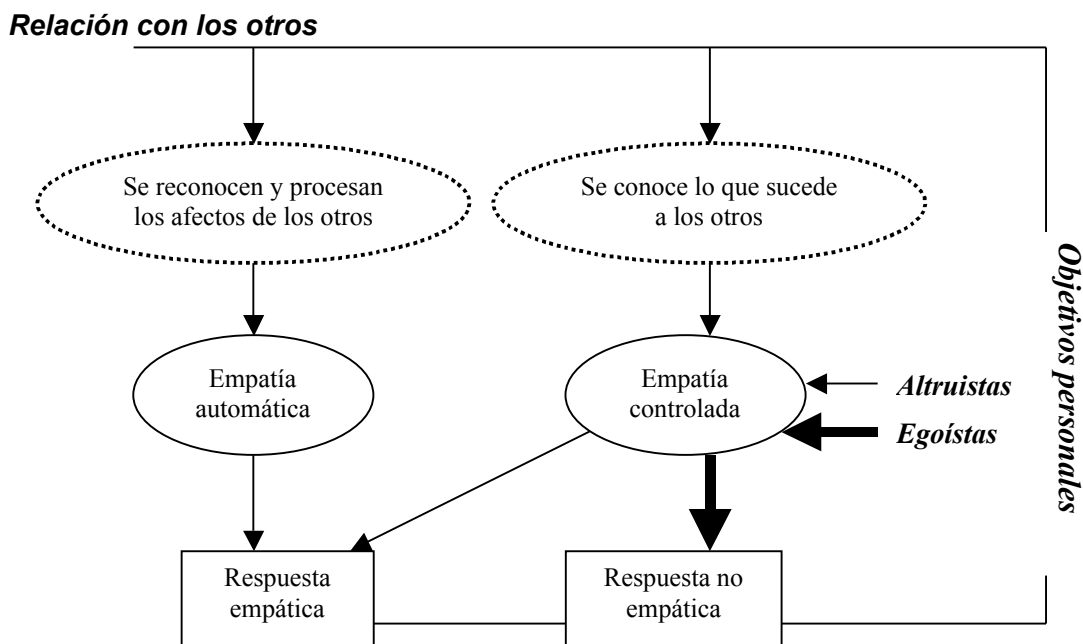 Relación con los otros
Se reconocen y procesan
los afectos de los otros
Se conoce lo que sucede
a los otros
Empatía
automática
Empatía
controlada
Altruistas
Egoístas
Objetivos personales
Respuesta
empática
Respuesta no
empática